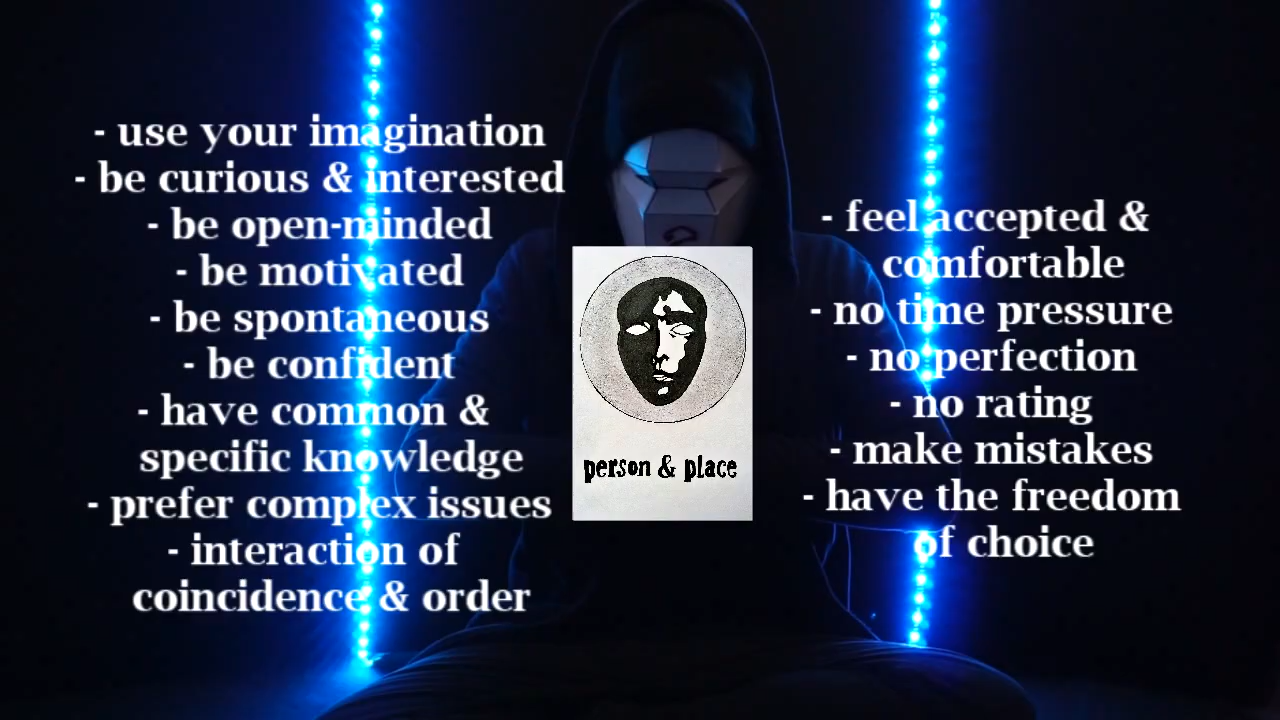 - use your imagination
- be curious & interested
- be open-minded
- be motivated
- be spontaneous
- be confident
- have common &
specific knowledge
- prefer complex issues
- interaction of
coincidence & order
person & place
- feel accepted &
comfortable
- no time pressure
- no perfection
- no rating
- make mistakes
- have the freedom
of choice